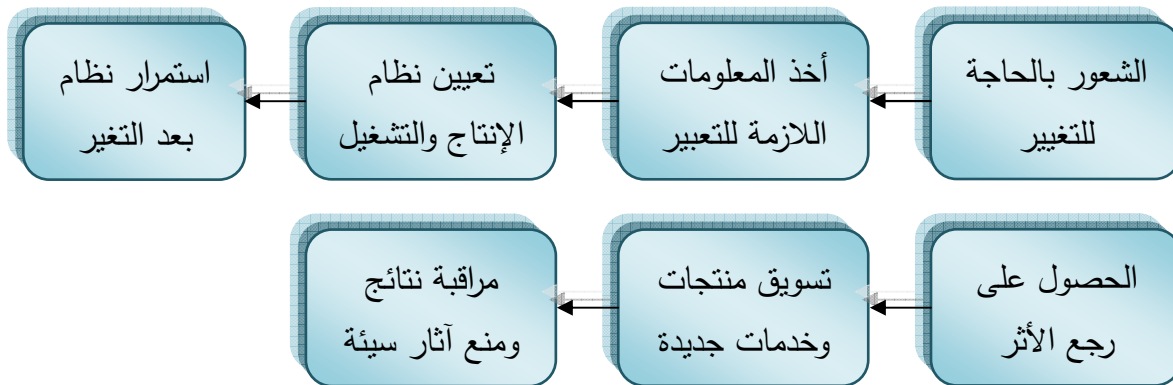 الشعور بالحاجة
للتغيير
أخذ المعلومات
اللازمة للتعبير
تعيين نظام
الإنتاج والتشغيل
استمرار نظام
بعد التغير
الحصول على
رجع الأثر
تسويق منتجات
وخدمات جديدة
مراقبة نتائج
ومنع آثار سيئة